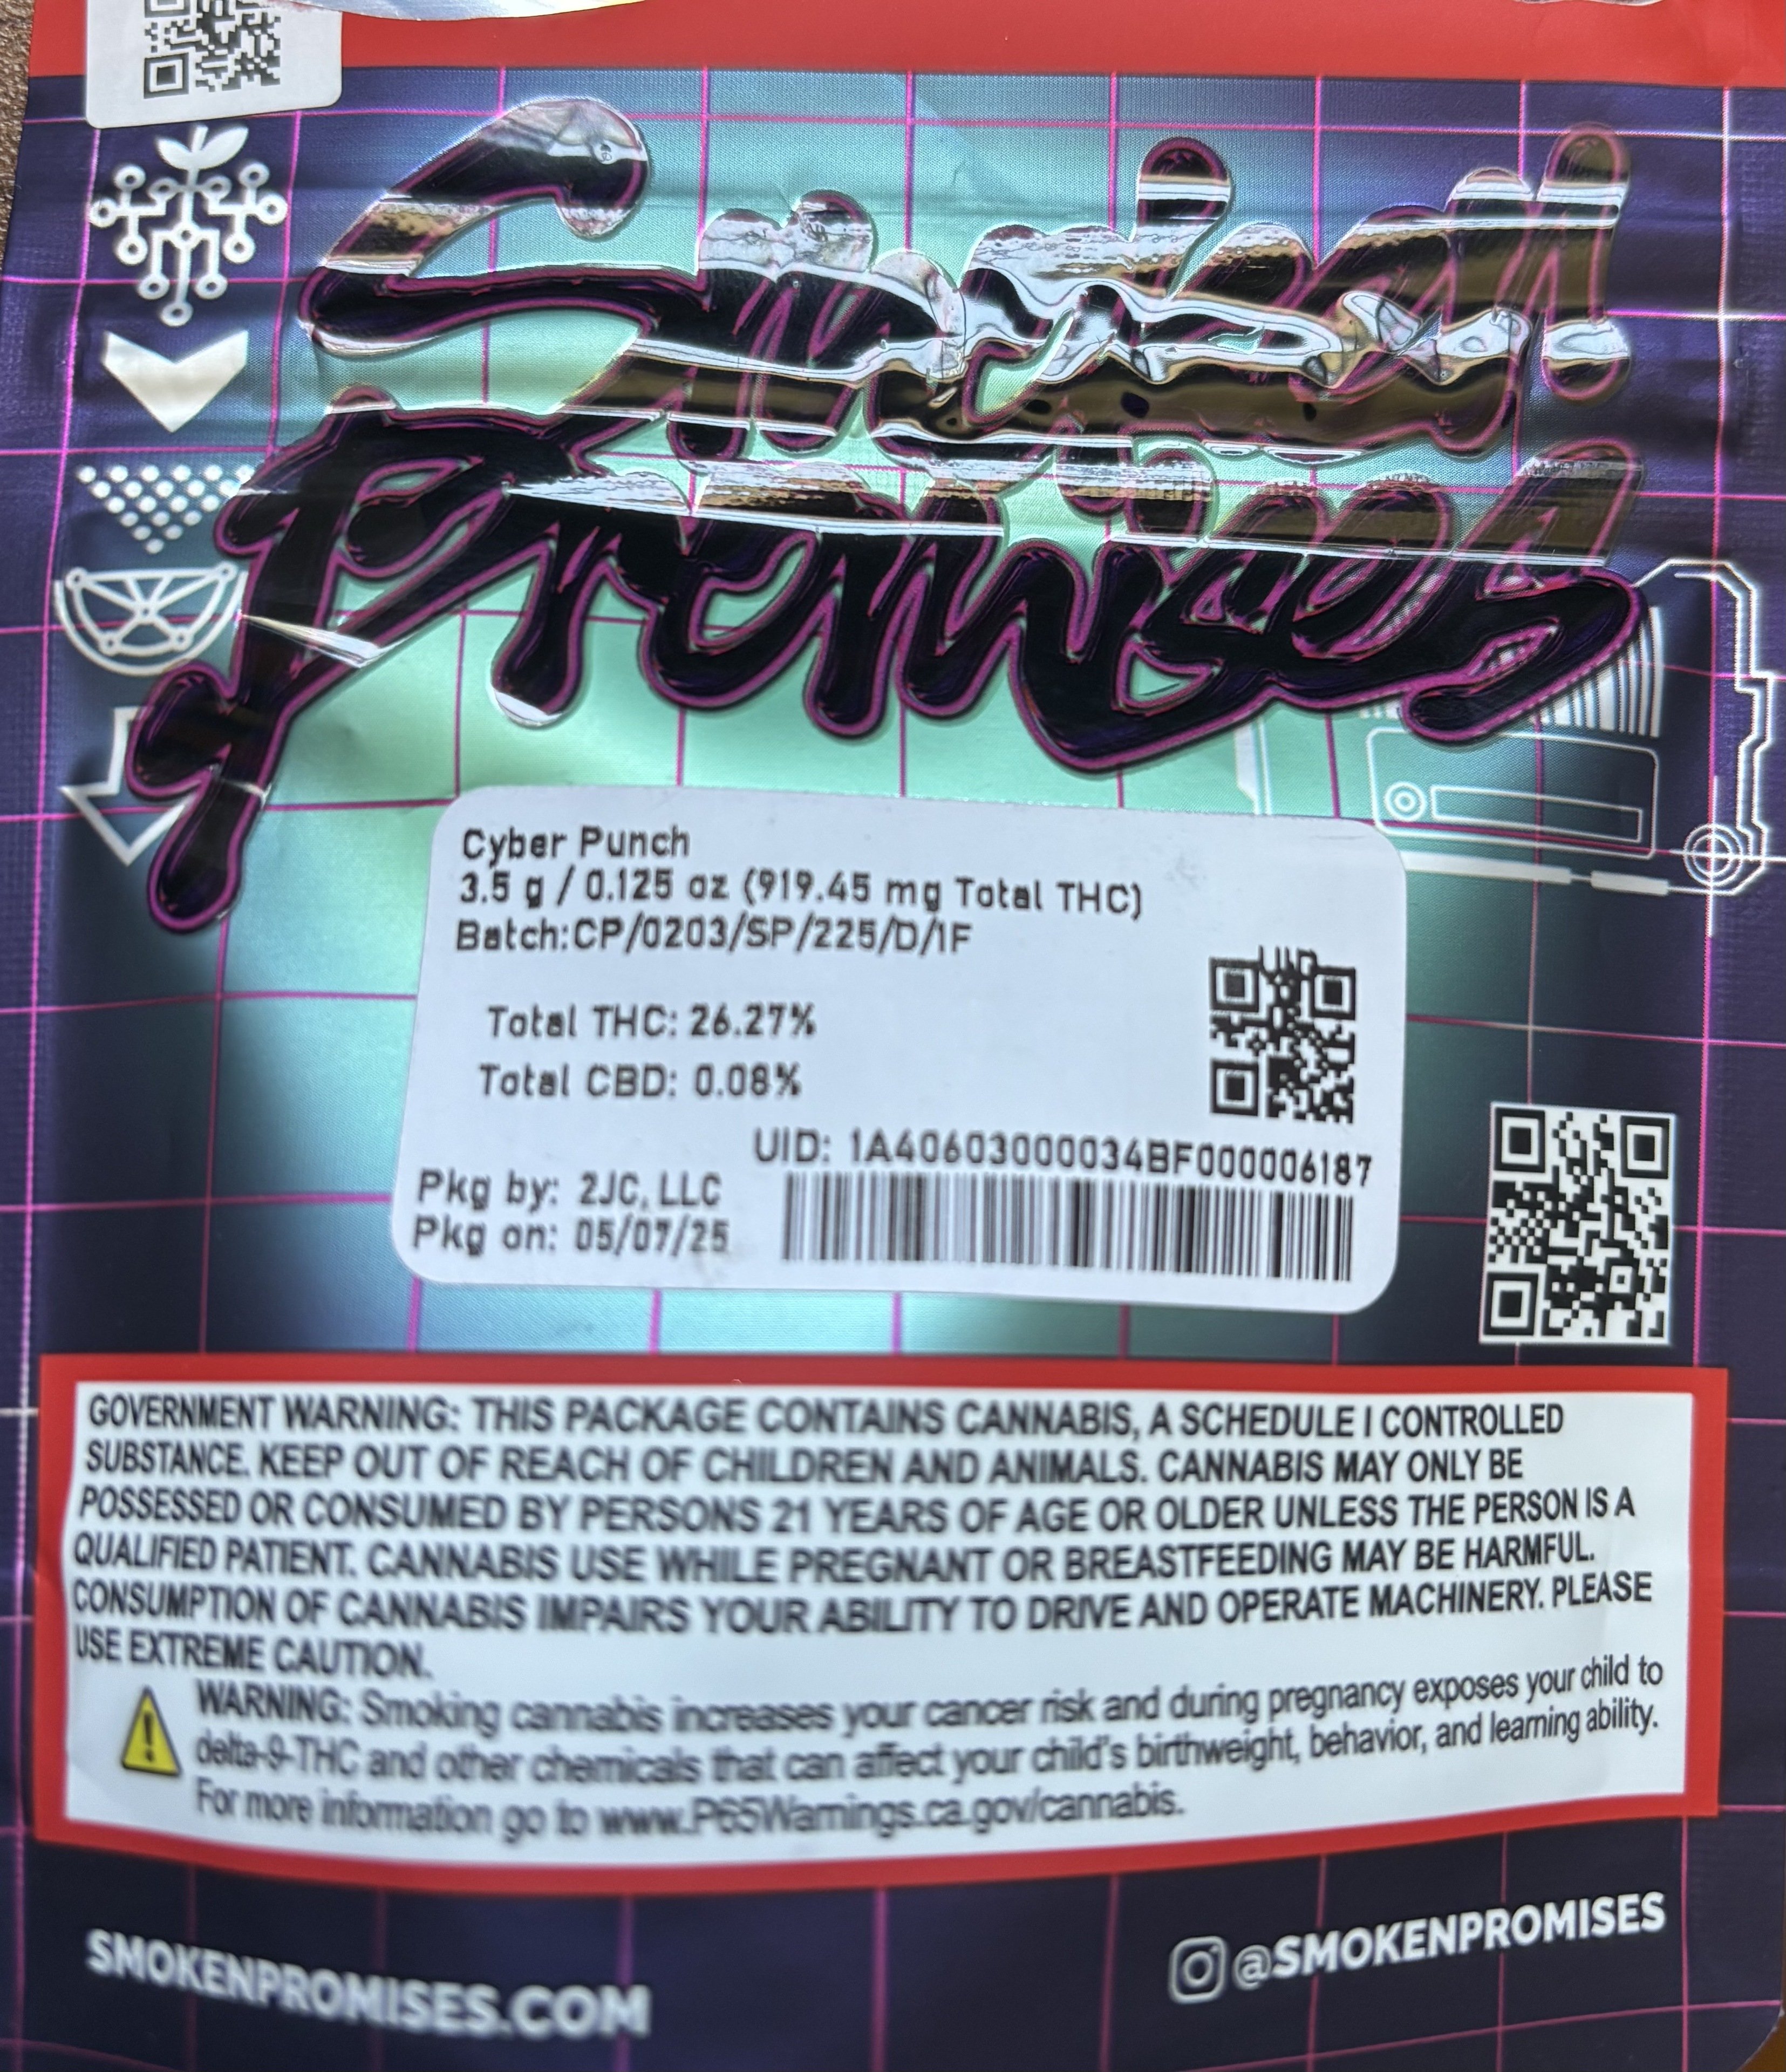 Smoken
Promises
Cyber Punch
3.5 g / 0.125 oz (919.45 mg Total THC)
Batch:CP/0203/SP/225/D/1F
Total THC: 26.27%
Total CBD: 0.08%
UID: 1A40603000034BF000006187
Pkg by: 2JC, LLC
Pkg on: 05/07/25
GOVERNMENT WARNING: THIS PACKAGE CONTAINS CANNABIS, A SCHEDULE I CONTROLLED
SUBSTANCE. KEEP OUT OF REACH OF CHILDREN AND ANIMALS. CANNABIS MAY ONLY BE
POSSESSED OR CONSUMED BY PERSONS 21 YEARS OF AGE OR OLDER UNLESS THE PERSON IS A
QUALIFIED PATIENT. CANNABIS USE WHILE PREGNANT OR BREASTFEEDING MAY BE HARMFUL.
CONSUMPTION OF CANNABIS IMPAIRS YOUR ABILITY TO DRIVE AND OPERATE MACHINERY. PLEASE
USE EXTREME CAUTION.
WARNING: Smoking cannabis increases your cancer risk and during pregnancy exposes your child to
delta-9-THC and other chemicals that can affect your child's birthweight, behavior, and learning ability.
For more information go to www.P65Warnings.ca.gov/cannabis.
SMOKENPROMISES.COM
@SMOKENPROMISES